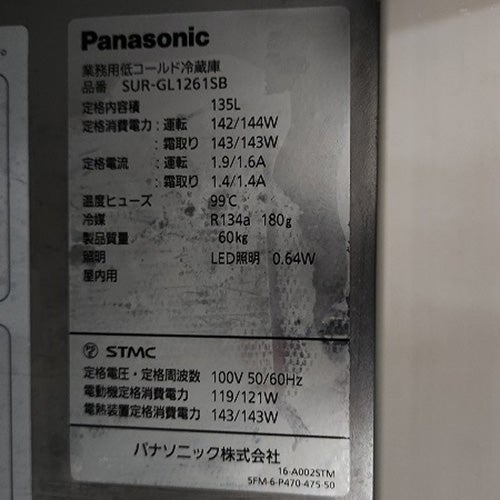 Panasonic
業務用低コールド冷蔵庫
品番 SUR-GL1261SB
定格内容積 135L
定格消費電力:運転 142/144W
:霜取り 143/143W
定格電流 :運転 1.9/1.6A
:霜取り 1.4/1.4A
温度ヒューズ 99℃
冷媒 R134a 180g
製品質量 60kg
照明 LED照明 0.64W
屋内用
STMC
定格電圧・定格周波数 100V 50/60Hz
電動機定格消費電力 119/121W
電熱装置定格消費電力 143/143W
パナソニック株式会社
16-A002STM
5FM-6-P470-475-50